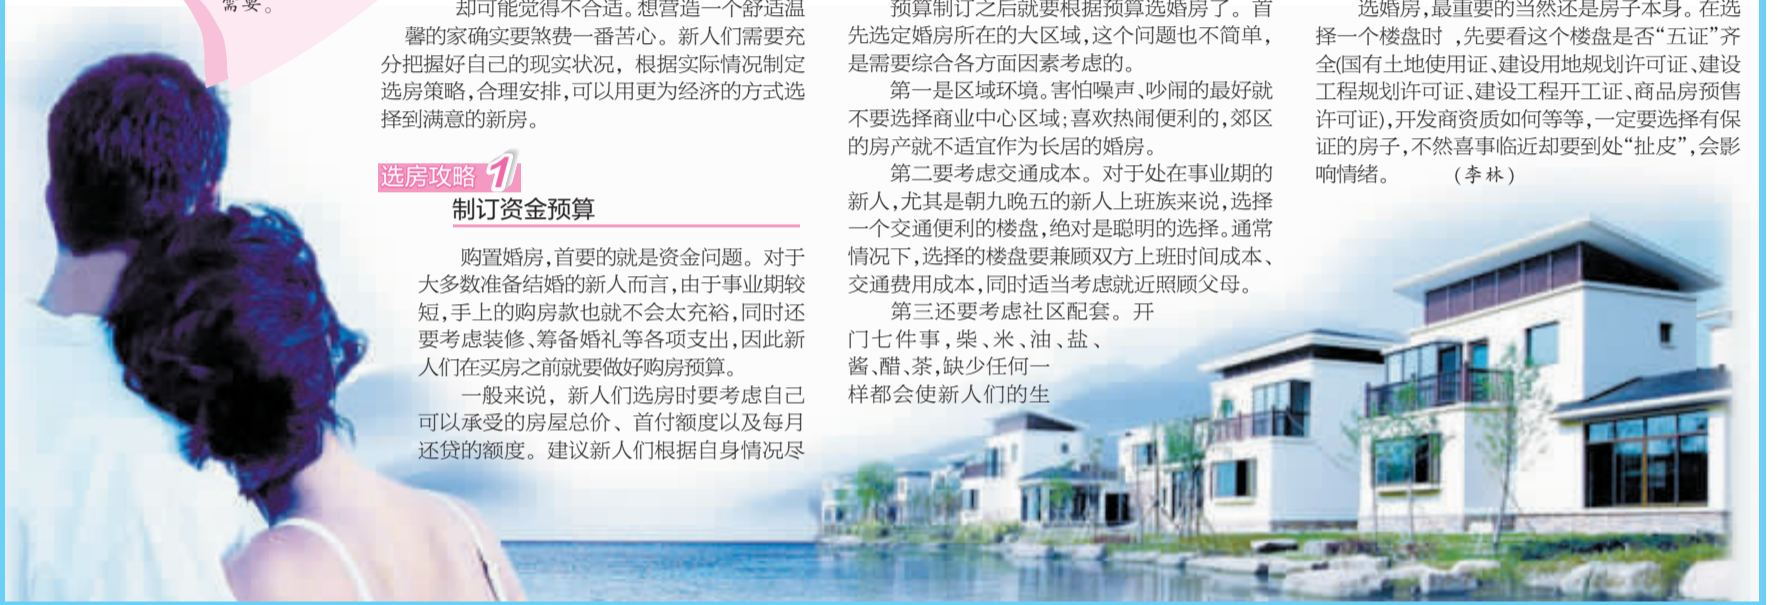 需要。
却可能觉得不合适。想营造一个舒适温
馨的家确实要煞费一番苦心。新人们需要充
分把握好自己的现实状况，根据实际情况制定
选房策略，合理安排，可以用更为经济的方式选
择到满意的新房。
选房攻略1
制订资金预算
购置婚房，首要的就是资金问题。对于
大多数准备结婚的新人而言，由于事业期较
短，手上的购房款也就不会太充裕，同时还
要考虑装修、筹备婚礼等各项支出，因此新
人们在买房之前就要做好购房预算。
一般来说，新人们选房时要考虑自己
可以承受的房屋总价、首付额度以及每月
还贷的额度。建议新人们根据自身情况尽
预算制订之后就要根据预算选婚房了。首
先选定婚房所在的大区域，这个问题也不简单，
是需要综合各方面因素考虑的。
第一是区域环境。害怕噪声、吵闹的最好就
不要选择商业中心区域；喜欢热闹便利的，郊区
的房产就不适宜作为长居的婚房。
第二要考虑交通成本。对于处在事业期的
新人，尤其是朝九晚五的新人上班族来说，选择
一个交通便利的楼盘，绝对是聪明的选择。通常
情况下，选择的楼盘要兼顾双方上班时间成本、
交通费用成本，同时适当考虑就近照顾父母。
第三还要考虑社区配套。开
门七件事，柴、米、油、盐、
酱、醋、茶，缺少任何一
样都会使新人们的生
选婚房，最重要的当然还是房子本身。在选
择一个楼盘时，先要看这个楼盘是否“五证”齐
全(国有土地使用证、建设用地规划许可证、建设
工程规划许可证、建设工程开工证、商品房预售
许可证)，开发商资质如何等等，一定要选择有保
证的房子，不然喜事临近却要到处“扯皮”，会影
响情绪。 (李林)